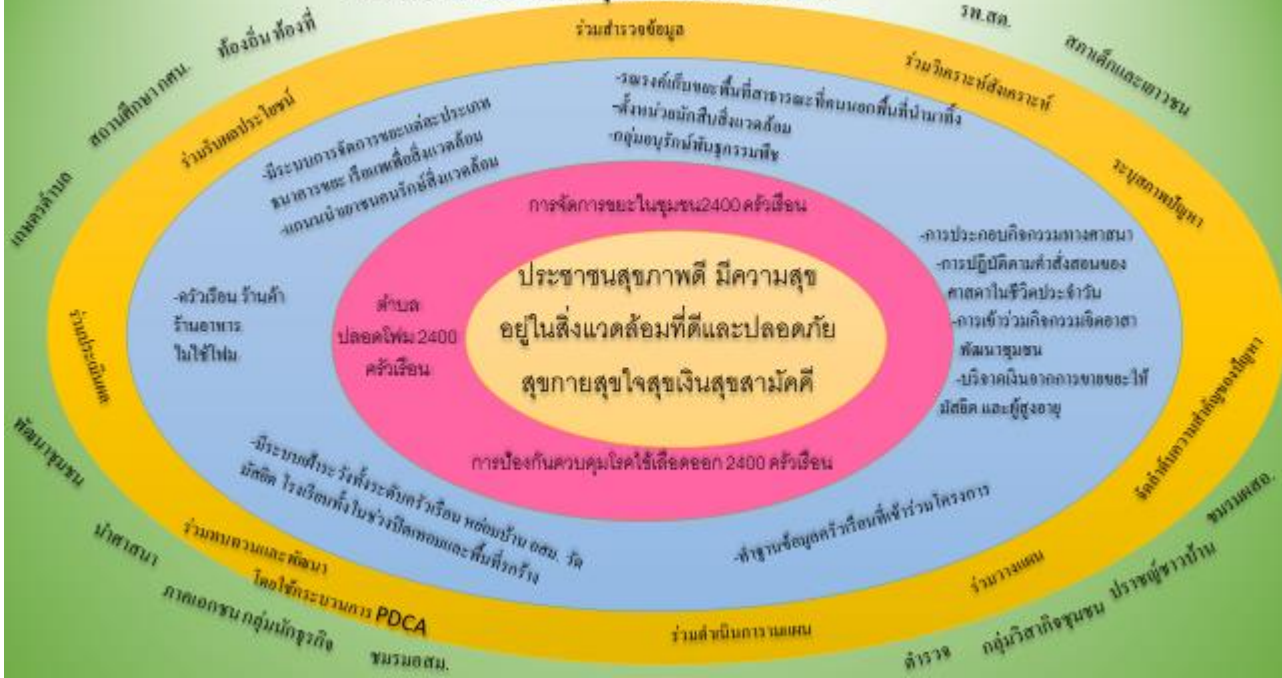 ท้องถิ่น ท้องที่
รพ.สต.
สภาเด็กและเยาวชน
สถานศึกษา กศน.
เกษตรตำบล
ร่วมสำรวจข้อมูล
ร่วมวิเคราะห์สังเคราะห์
ระบุสภาพปัญหา
จัดลำดับความสำคัญของปัญหา
ร่วมวางแผน
ร่วมดำเนินการตามแผน
ร่วมทบทวนและพัฒนา
โดยใช้กระบวนการ PDCA
ร่วมประเมินผล
ร่วมรับผลประโยชน์
-มีระบบการจัดการขยะแต่ละประเภท
ธนาคารขยะ เรือแพเพื่อสิ่งแวดล้อม
-แกนนำเยาวชนคนรักษ์สิ่งแวดล้อม
-รณรงค์เก็บขยะพื้นที่สาธารณะที่คนนอกพื้นที่นำมาทิ้ง
-ตั้งหน่วยนักสืบสิ่งแวดล้อม
-กลุ่มอนุรักษ์พันธุกรรมพืช
-การประกอบกิจกรรมทางศาสนา
-การปฏิบัติตามคำสั่งสอนของ
ศาสดาในชีวิตประจำวัน
-การเข้าร่วมกิจกรรมจิตอาสา
พัฒนาชุมชน
-บริจาคเงินจากการขายขยะให้
มัสยิด และผู้สูงอายุ
-ครัวเรือน ร้านค้า
ร้านอาหาร
ไม่ใช้โฟม
-มีระบบเฝ้าระวังทั้งระดับครัวเรือน หย่อมบ้าน อสม. วัด
มัสยิด โรงเรียนทั้งในช่วงปิดเทอมและพื้นที่รกร้าง
-ทำฐานข้อมูลครัวเรือนที่เข้าร่วมโครงการ
การจัดการขยะในชุมชน2400 ครัวเรือน
ตำบล
ปลอดโฟม 2400
ครัวเรือน
การป้องกันควบคุมโรคไข้เลือดออก 2400 ครัวเรือน
ประชาชนสุขภาพดี มีความสุข
อยู่ในสิ่งแวดล้อมที่ดีและปลอดภัย
สุขกายสุขใจสุขเงินสุขสามัคคี
พัฒนาชุมชน
นำศาสนา
ภาคเอกชน กลุ่มนักธุรกิจ
ชมรมอสม.
ตำรวจ
กลุ่มวิสาหกิจชุมชน
ปราชญ์ชาวบ้าน
ชมรมผสอ.